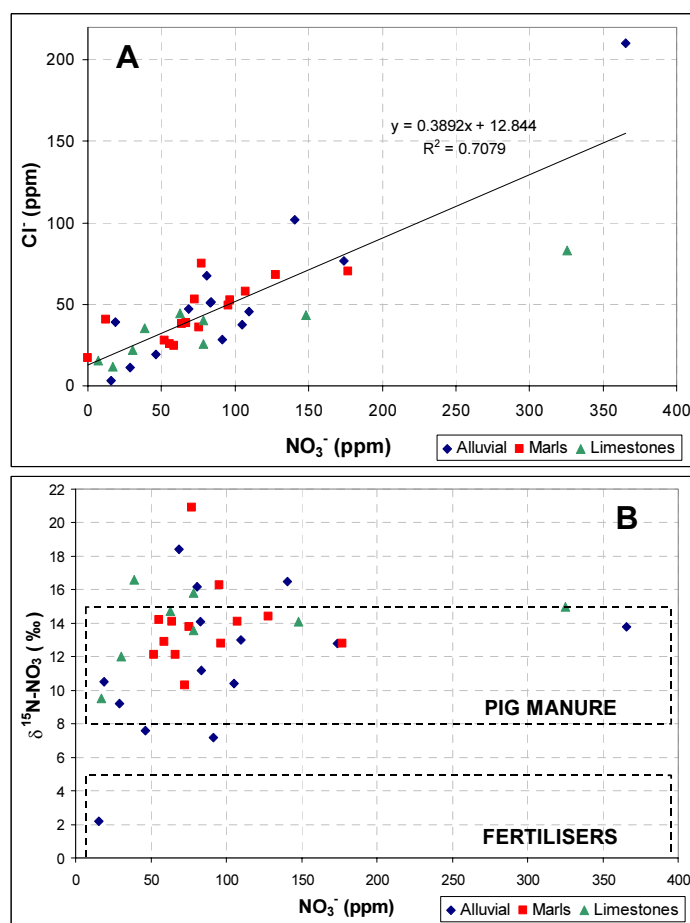 A
200
150
100
50
0
Cl⁻ (ppm)
y = 0.3892x + 12.844
R² = 0.7079
0 50 100 150 200 250 300 350 400
NO₃⁻ (ppm)
Alluvial Marls Limestones
B
22
20
18
16
14
12
10
8
6
4
2
0
δ ¹⁵N-NO₃ (‰)
PIG MANURE
FERTILISERS
0 50 100 150 200 250 300 350 400
NO₃⁻ (ppm)
Alluvial Marls Limestones